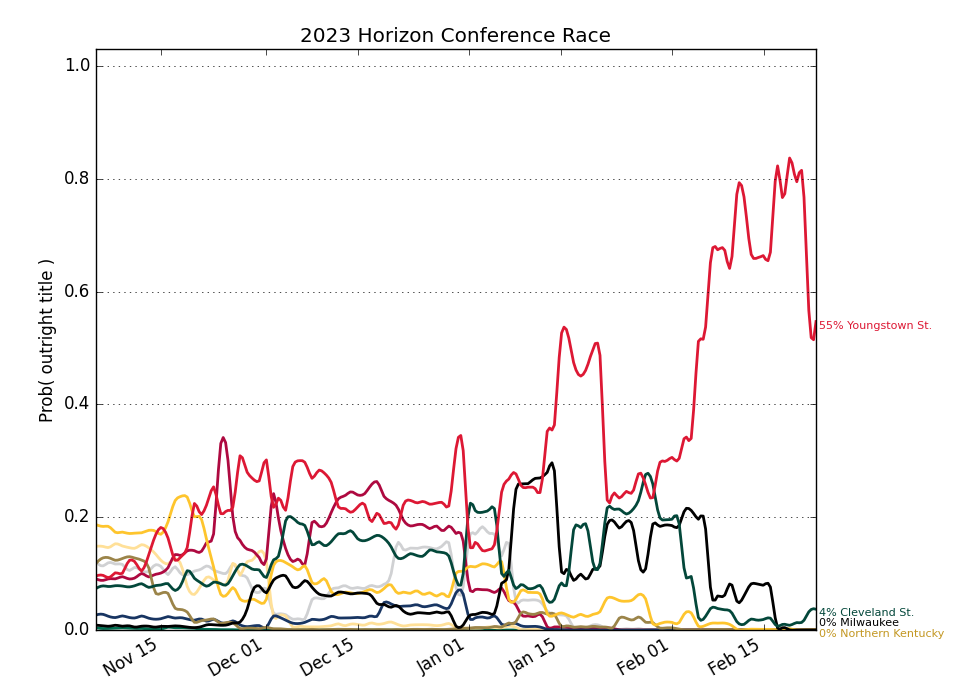 2023 Horizon Conference Race
Prob( outright title )
1.0
0.8
0.6
0.4
0.2
0.0
Nov 15
Dec 01
Dec 15
Jan 01
Jan 15
Feb 01
Feb 15
55% Youngstown St.
4% Cleveland St.
0% Milwaukee
0% Northern Kentucky